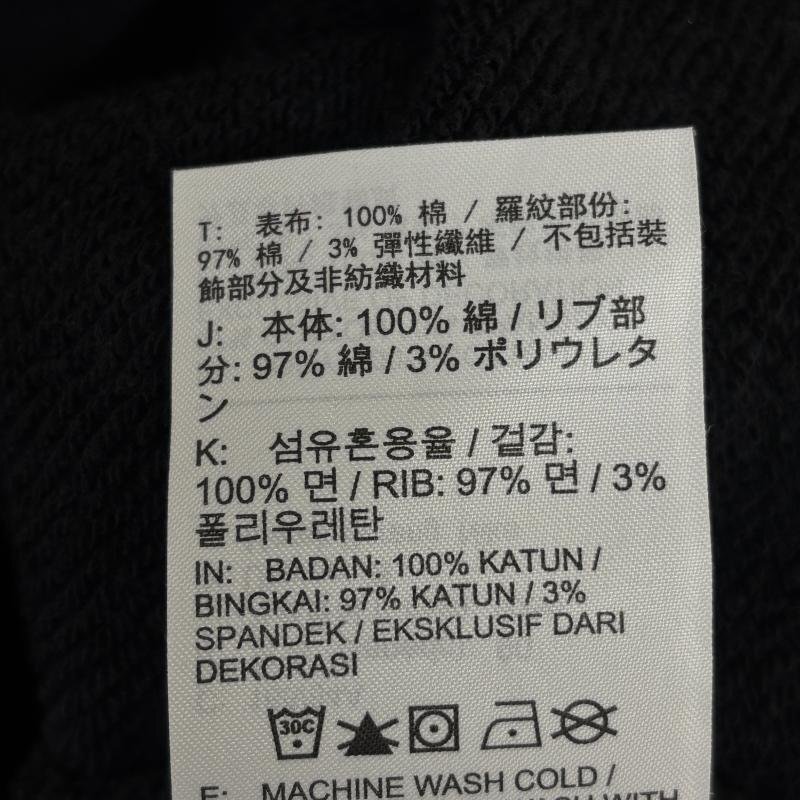 T: 表布: 100% 棉 / 羅紋部份:
97% 棉 / 3% 彈性纖維 / 不包括裝
飾部分及非紡織材料
J: 本体: 100% 綿 / リブ部
分: 97% 綿 / 3% ポリウレタ
ン
K: 섬유혼용율 / 겉감:
100% 면 / RIB: 97% 면 / 3%
폴리우레탄
IN: BADAN: 100% KATUN /
BINGKAI: 97% KATUN / 3%
SPANDEK / EKSKLUSIF DARI
DEKORASI
30C
E: MACHINE WASH COLD /
WASH WITH